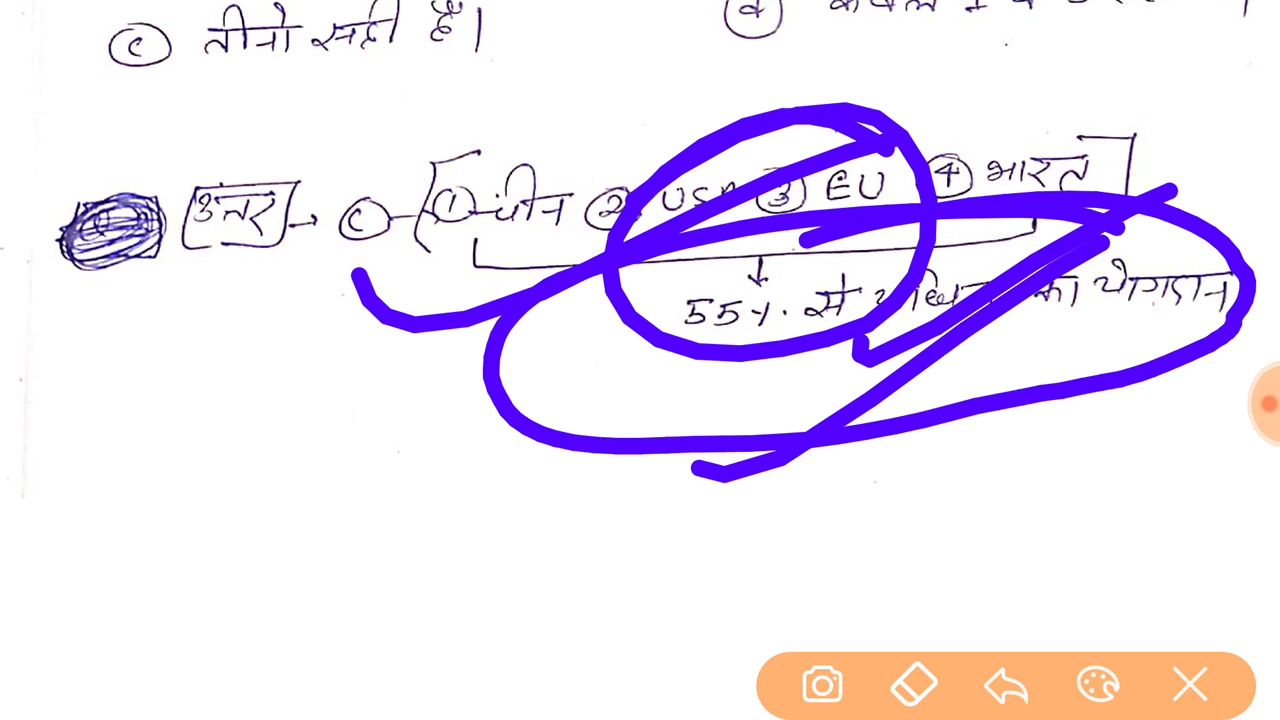 (c) तीनो सही हैं। (d)
उत्तर → (c) - [① चीन ② USA ③ EU ④ भारत]
55%. से अधिक का योगदान